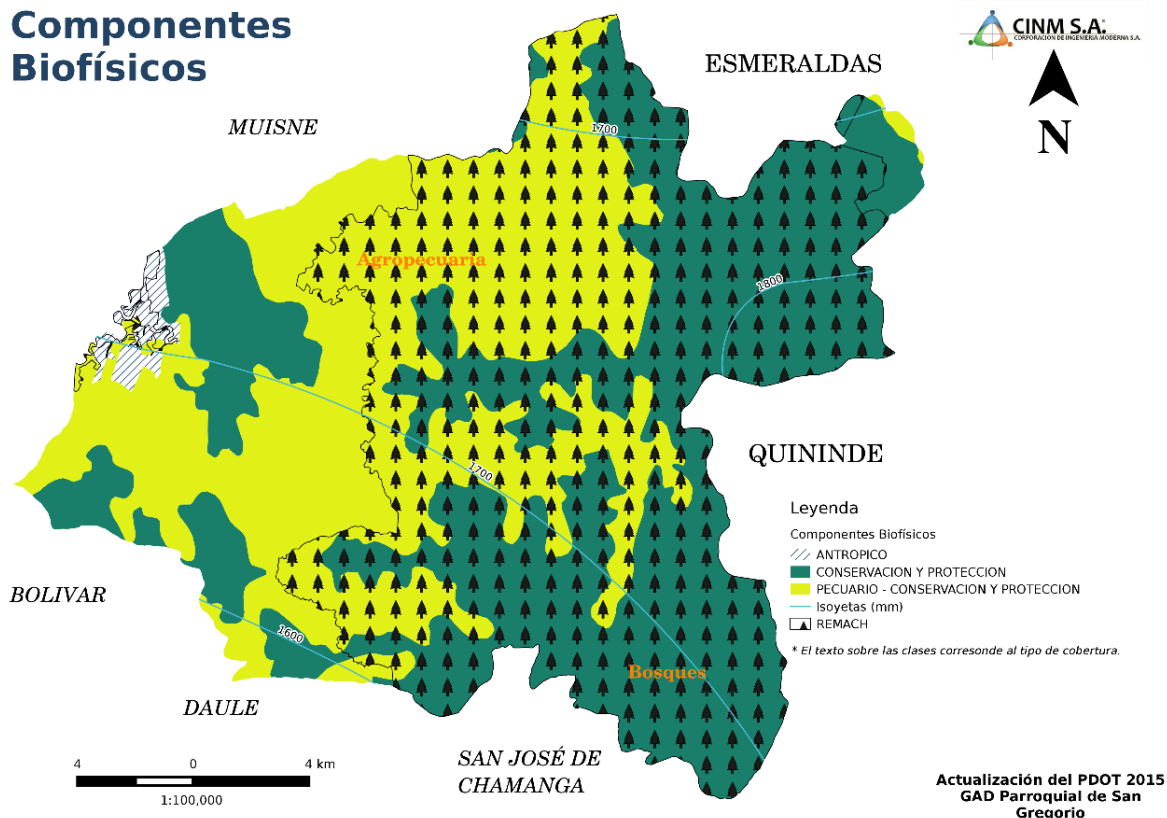 Componentes
Biofísicos
CINM S.A.
CORPORACION DE INGENIERIA MODERNA S.A.
ESMERALDAS
N
MUISNE
1700
Agropecuaria
1800
1700
QUININDE
Leyenda
Componentes Biofísicos
ANTROPICO
CONSERVACION Y PROTECCION
PECUARIO - CONSERVACION Y PROTECCION
Isoyetas (mm)
REMACH
* El texto sobre las clases corresonde al tipo de cobertura.
BOLIVAR
1600
Bosques
DAULE
SAN JOSÉ DE
CHAMANGA
4 0 4 km
1:100,000
Actualización del PDOT 2015
GAD Parroquial de San
Gregorio